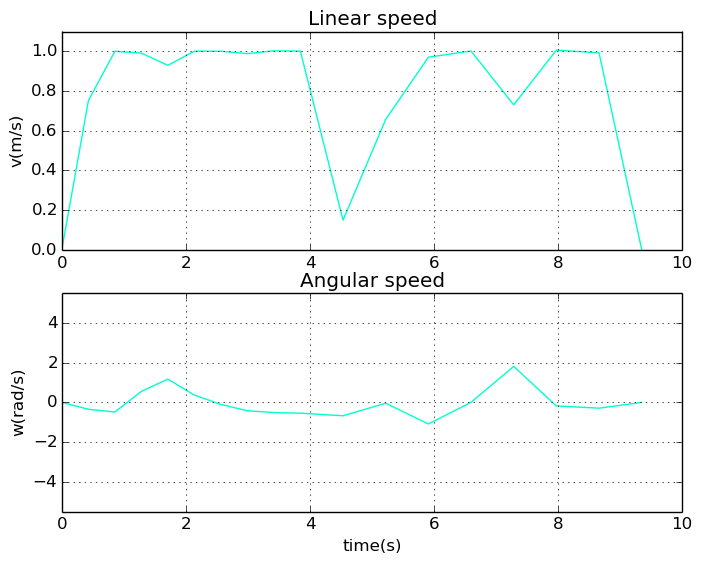 Linear speed
1.0
0.8
0.6
0.4
0.2
0.0
v(m/s)
0 2 4 6 8 10
Angular speed
4
2
0
−2
−4
w(rad/s)
0 2 4 6 8 10
time(s)